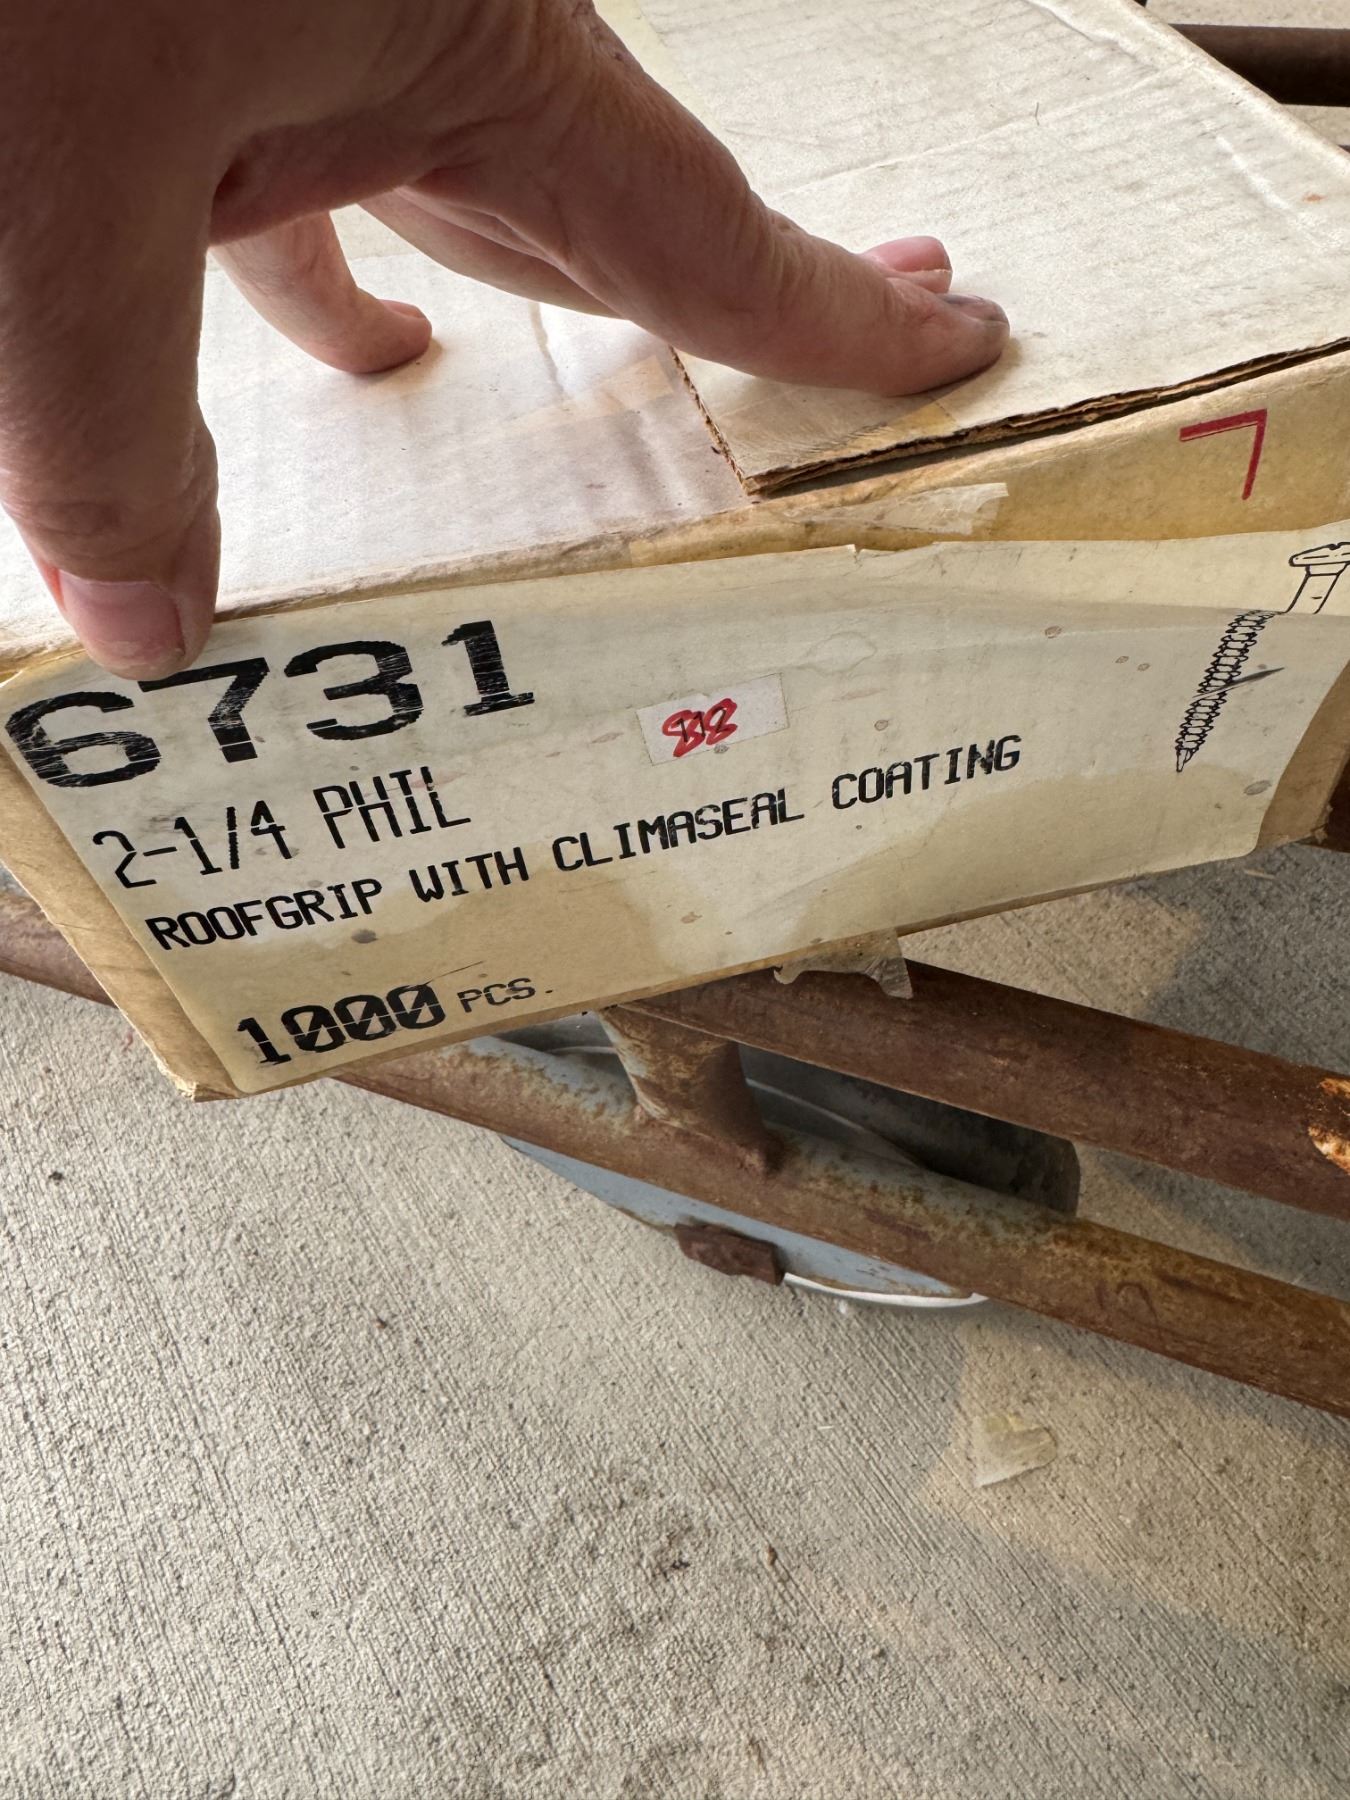 6731
2-1/4 PHIL
ROOFGRIP WITH CLIMASEAL COATING
1000 PCS.